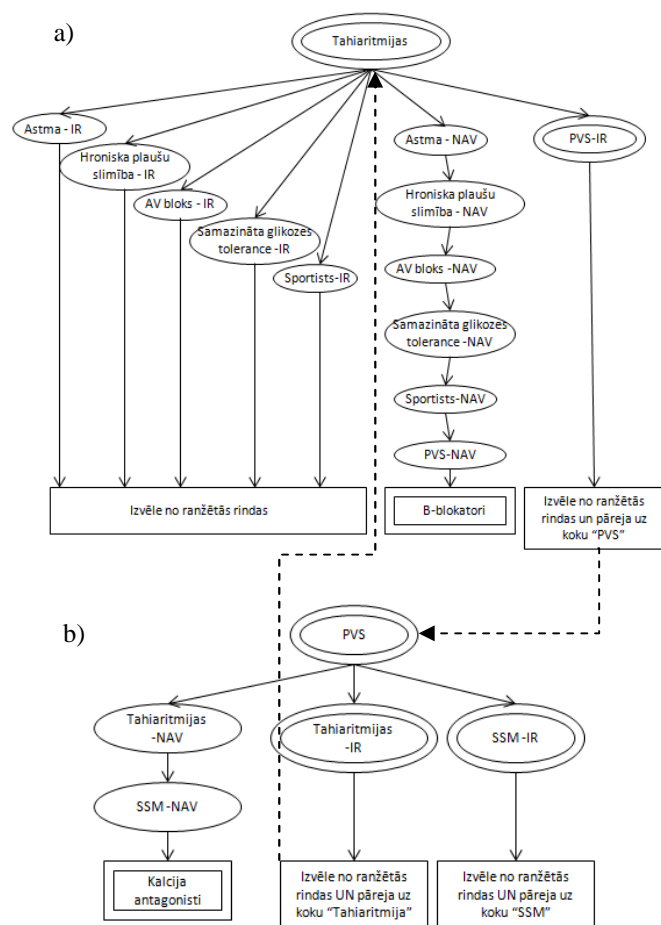 a)
Tahiaritmijas
Astma - IR
Hroniska plaušu
slimība - IR
AV bloks - IR
Samazināta glikozes
tolerance -IR
Sportists-IR
Astma - NAV
Hroniska plaušu
slimība - NAV
AV bloks - NAV
Samazināta glikozes
tolerance - NAV
Sportists-NAV
PVS-NAV
PVS-IR
Izvēle no ranžētās rindas
B-blokatori
Izvēle no ranžētās
rindas un pāreja uz
koku “PVS”
b)
PVS
Tahiaritmijas
-NAV
SSM -NAV
Kalcija
antagonisti
Tahiaritmijas
-IR
Izvēle no ranžētās
rindas UN pāreja uz
koku “Tahiaritmija”
SSM -IR
Izvēle no ranžētās
rindas UN pāreja uz
koku “SSM”